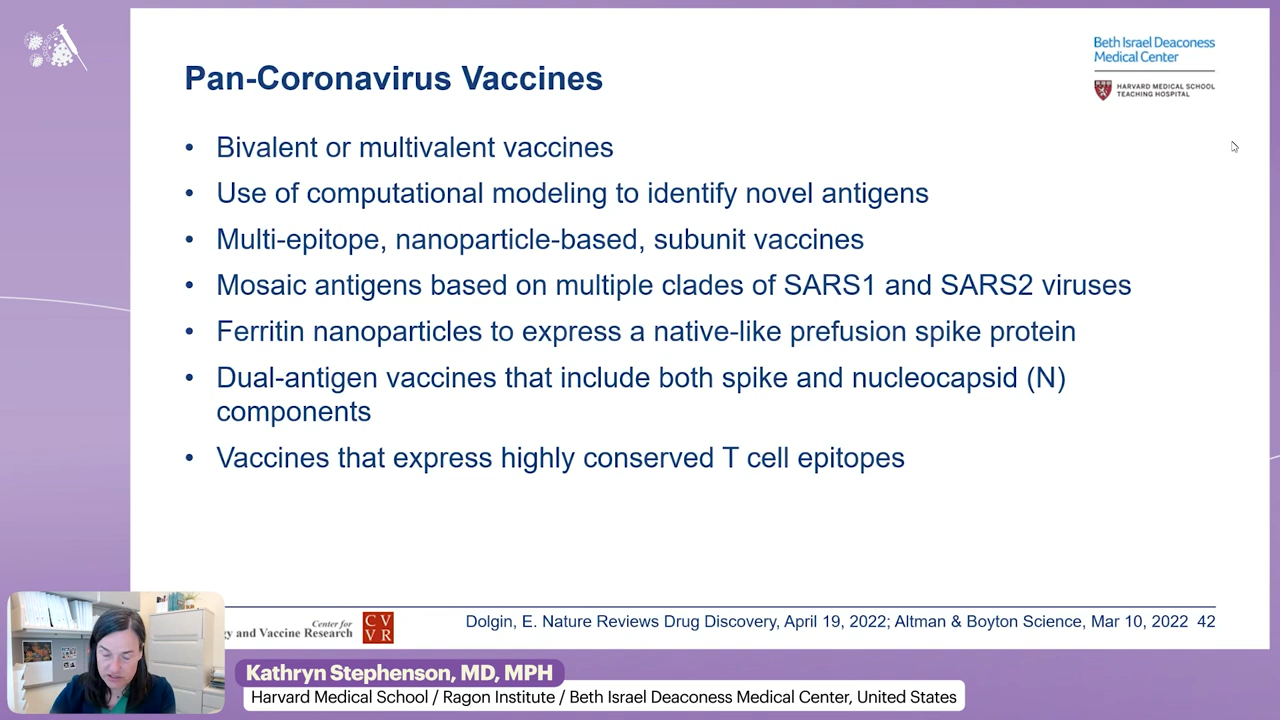 Beth Israel Deaconess
Medical Center
HARVARD MEDICAL SCHOOL
TEACHING HOSPITAL
Pan-Coronavirus Vaccines
• Bivalent or multivalent vaccines
• Use of computational modeling to identify novel antigens
• Multi-epitope, nanoparticle-based, subunit vaccines
• Mosaic antigens based on multiple clades of SARS1 and SARS2 viruses
• Ferritin nanoparticles to express a native-like prefusion spike protein
• Dual-antigen vaccines that include both spike and nucleocapsid (N)
components
• Vaccines that express highly conserved T cell epitopes
Center for
y and Vaccine Research
CV
VR
Dolgin, E. Nature Reviews Drug Discovery, April 19, 2022; Altman & Boyton Science, Mar 10, 2022 42
Kathryn Stephenson, MD, MPH
Harvard Medical School / Ragon Institute / Beth Israel Deaconess Medical Center, United States